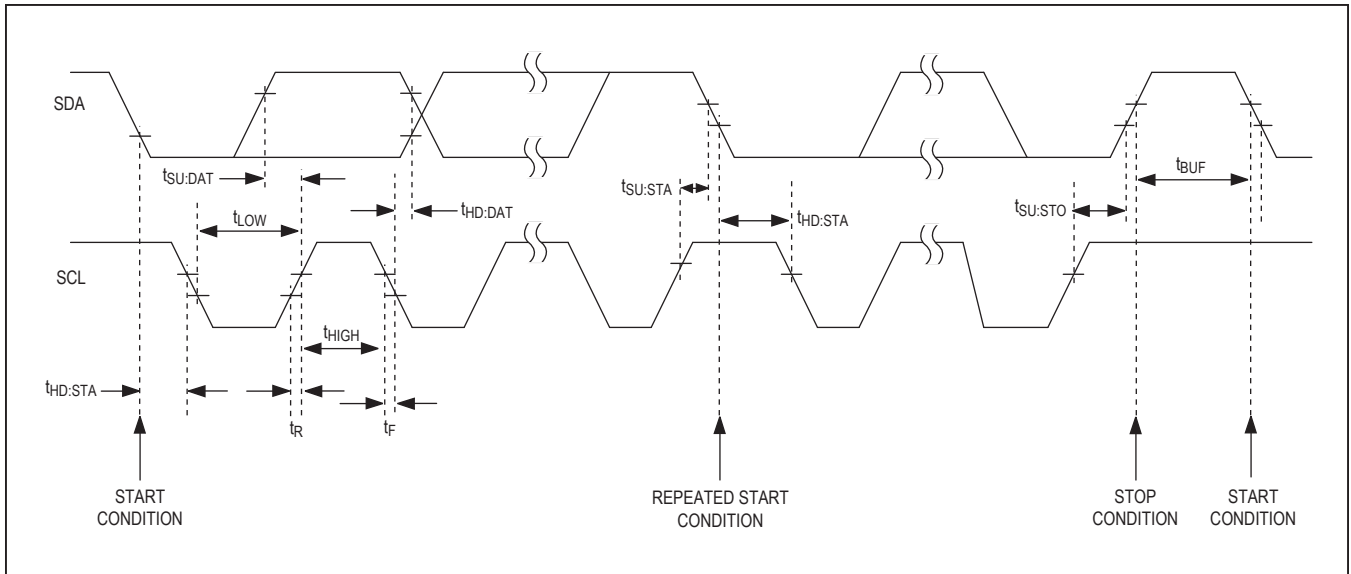 SDA
tSU:DAT
tLOW
tHD:DAT
tSU:STA
tHD:STA
tSU:STO
tBUF
SCL
tHIGH
tHD:STA
tR
tF
START
CONDITION
REPEATED START
CONDITION
STOP
CONDITION
START
CONDITION